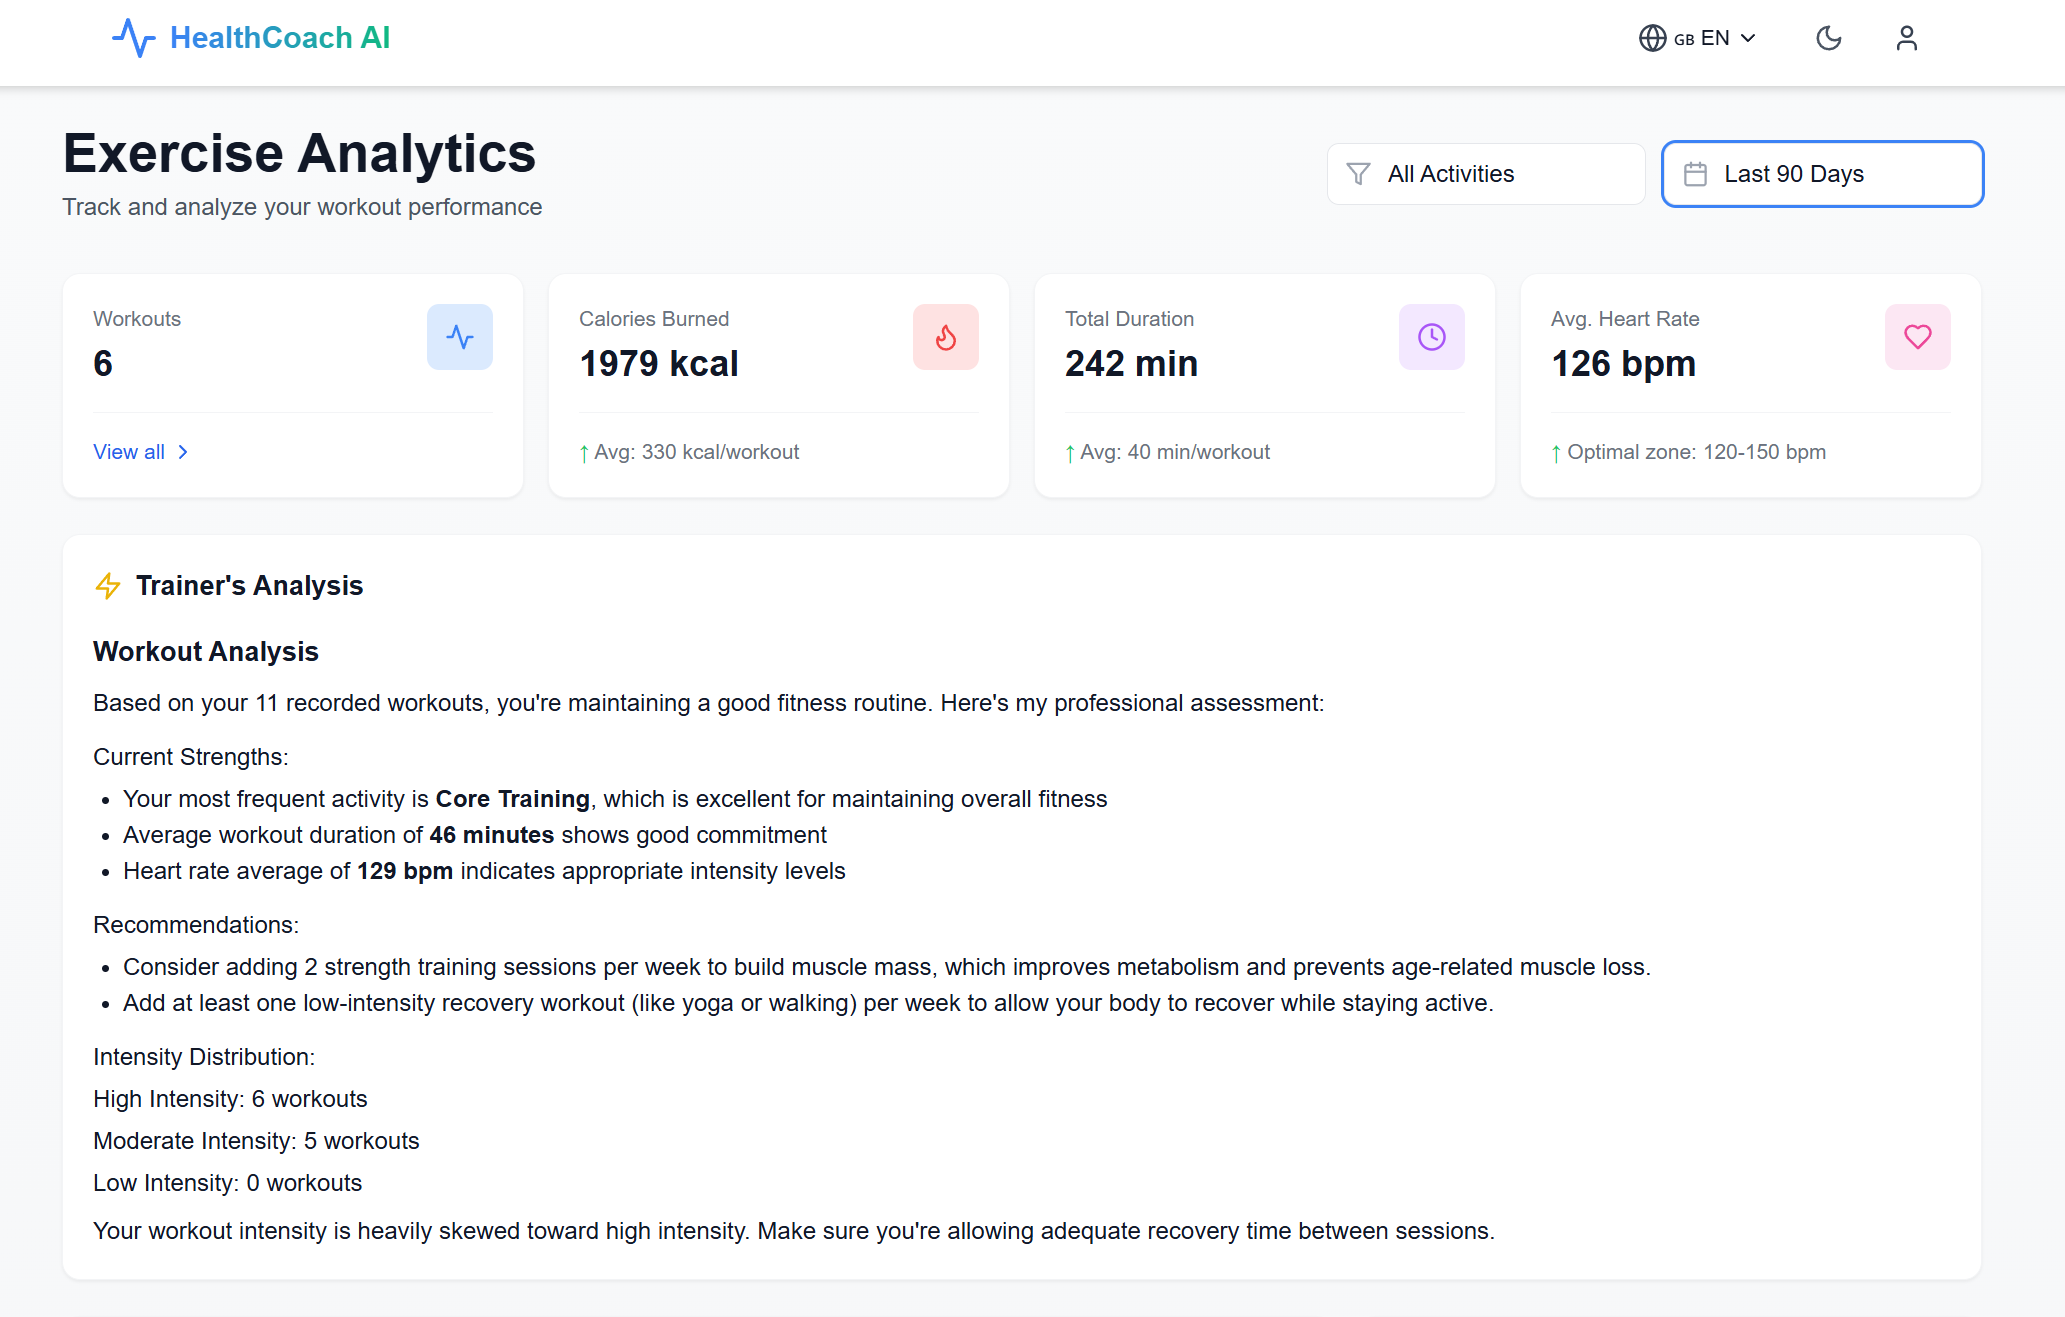 HealthCoach AI
GB EN
Exercise Analytics
Track and analyze your workout performance
All Activities
Last 90 Days
Workouts
6
View all
Calories Burned
1979 kcal
↑ Avg: 330 kcal/workout
Total Duration
242 min
↑ Avg: 40 min/workout
Avg. Heart Rate
126 bpm
↑ Optimal zone: 120-150 bpm
Trainer's Analysis
Workout Analysis
Based on your 11 recorded workouts, you're maintaining a good fitness routine. Here's my professional assessment:
Current Strengths:
• Your most frequent activity is Core Training, which is excellent for maintaining overall fitness
• Average workout duration of 46 minutes shows good commitment
• Heart rate average of 129 bpm indicates appropriate intensity levels
Recommendations:
• Consider adding 2 strength training sessions per week to build muscle mass, which improves metabolism and prevents age-related muscle loss.
• Add at least one low-intensity recovery workout (like yoga or walking) per week to allow your body to recover while staying active.
Intensity Distribution:
High Intensity: 6 workouts
Moderate Intensity: 5 workouts
Low Intensity: 0 workouts
Your workout intensity is heavily skewed toward high intensity. Make sure you're allowing adequate recovery time between sessions.